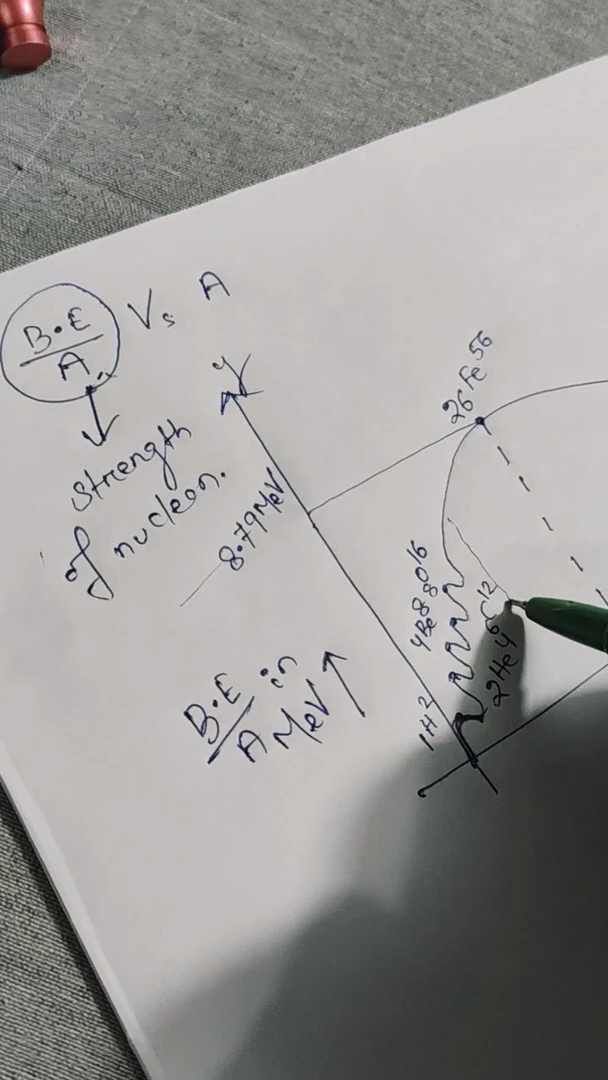 B.E/A Vs A
Strength
of nucleon.
y
8.79MeV
26Fe56
B.E/A in
MeV ↑
1H2
4Be8
8O16
2He4
6C12